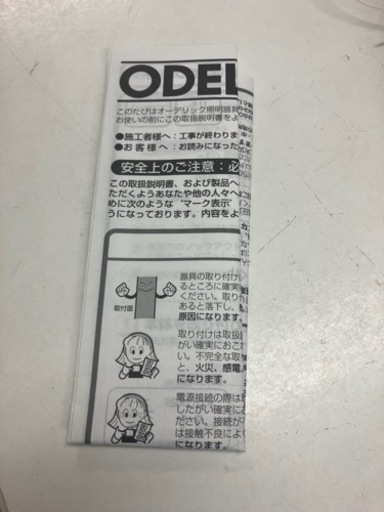 ODEL
このたびはオーデリック照明器具
お使いの前にこの取扱説明書をよ
●施工者様へ：工事が終わりま
●お客様へ：お読みになった
安全上のご注意：必
この取扱説明書、および製品へ
ただくようあなたや他の人々へ
めに次のような“マーク表示”
うになっております。内容をよ
取付面
器具の取り付け
るところに確実
ください。取り
あると落下し、
原因になります。
取り付けは取扱
がい確実におこ
い。不完全な取
と、火災、感電、
になります。
電源接続の際は
したがい確実に
ださい。接続が
は接触不良によ
になります。